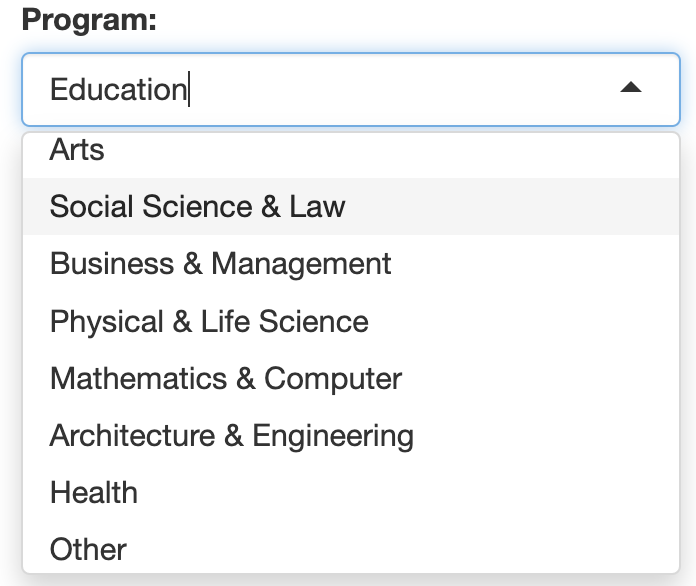 Program:
Education
Arts
Social Science & Law
Business & Management
Physical & Life Science
Mathematics & Computer
Architecture & Engineering
Health
Other